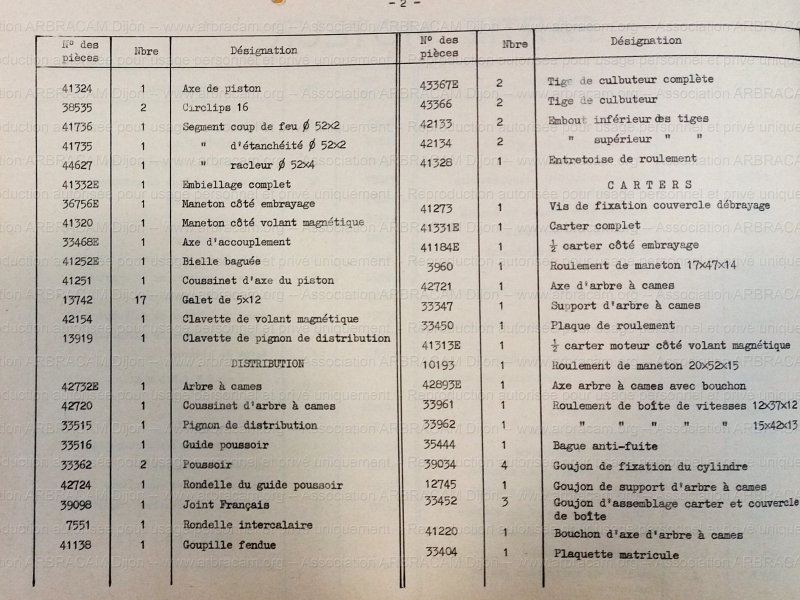 - 2 -
N° des pièces Nbre Désignation
41324 1 Axe de piston
38535 2 Circlips 16
41736 1 Segment coup de feu Ø 52x2
41735 1 " d'étanchéité Ø 52x2
44627 1 " racleur Ø 52x4
41332E 1 Embiellage complet
36756E 1 Maneton côté embrayage
41320 1 Maneton côté volant magnétique
33468E 1 Axe d'accouplement
41252E 1 Bielle baguée
41251 1 Coussinet d'axe du piston
13742 17 Galet de 5x12
42154 1 Clavette de volant magnétique
13919 1 Clavette de pignon de distribution
DISTRIBUTION
42732E 1 Arbre à cames
42720 1 Coussinet d'arbre à cames
33515 1 Pignon de distribution
33516 1 Guide poussoir
33362 2 Poussoir
42724 1 Rondelle du guide poussoir
39098 1 Joint Français
7551 1 Rondelle intercalaire
41138 1 Goupille fendue
N° des pièces Nbre Désignation
43367E 2 Tige de culbuteur complète
43366 2 Tige de culbuteur
42133 2 Embout inférieur des tiges
42134 2 " supérieur " "
41328 1 Entretoise de roulement
CARTERS
41273 1 Vis de fixation couvercle débrayage
41331E 1 Carter complet
41184E 1 ½ carter côté embrayage
3960 1 Roulement de maneton 17x47x14
42721 1 Axe d'arbre à cames
33347 1 Support d'arbre à cames
33450 1 Plaque de roulement
41313E 1 ½ carter moteur côté volant magnétique
10193 1 Roulement de maneton 20x52x15
42893E 1 Axe arbre à cames avec bouchon
33961 1 Roulement de boîte de vitesses 12x37x12
33962 1 " " " " " 15x42x13
35444 1 Bague anti-fuite
39034 4 Goujon de fixation du cylindre
12745 1 Goujon de support d'arbre à cames
33452 3 Goujon d'assemblage carter et couvercle
de boîte
41220 1 Bouchon d'axe d'arbre à cames
33404 1 Plaquette matricule